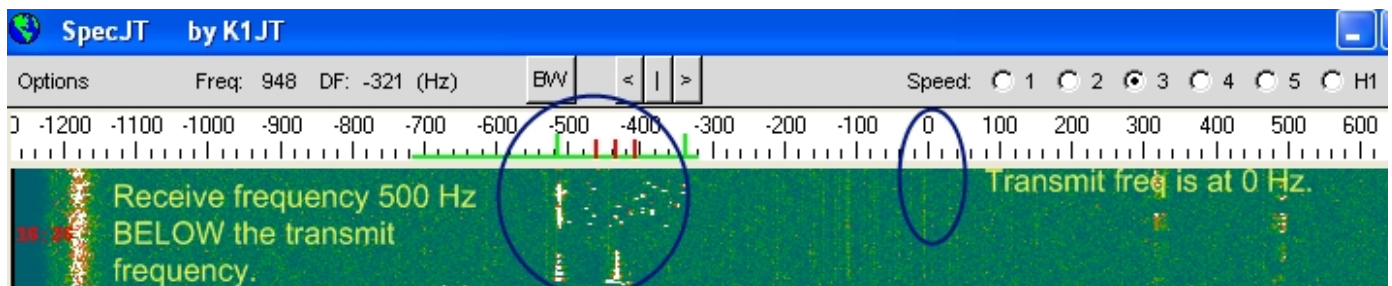 SpecJT by K1JT
Options Freq: 948 DF: -321 (Hz) BW < | > Speed: 1 2 3 4 5 H1
-1200 -1100 -1000 -900 -800 -700 -600 -500 -400 -300 -200 -100 0 100 200 300 400 500 600
Receive frequency 500 Hz
BELOW the transmit
frequency.
Transmit freq is at 0 Hz.